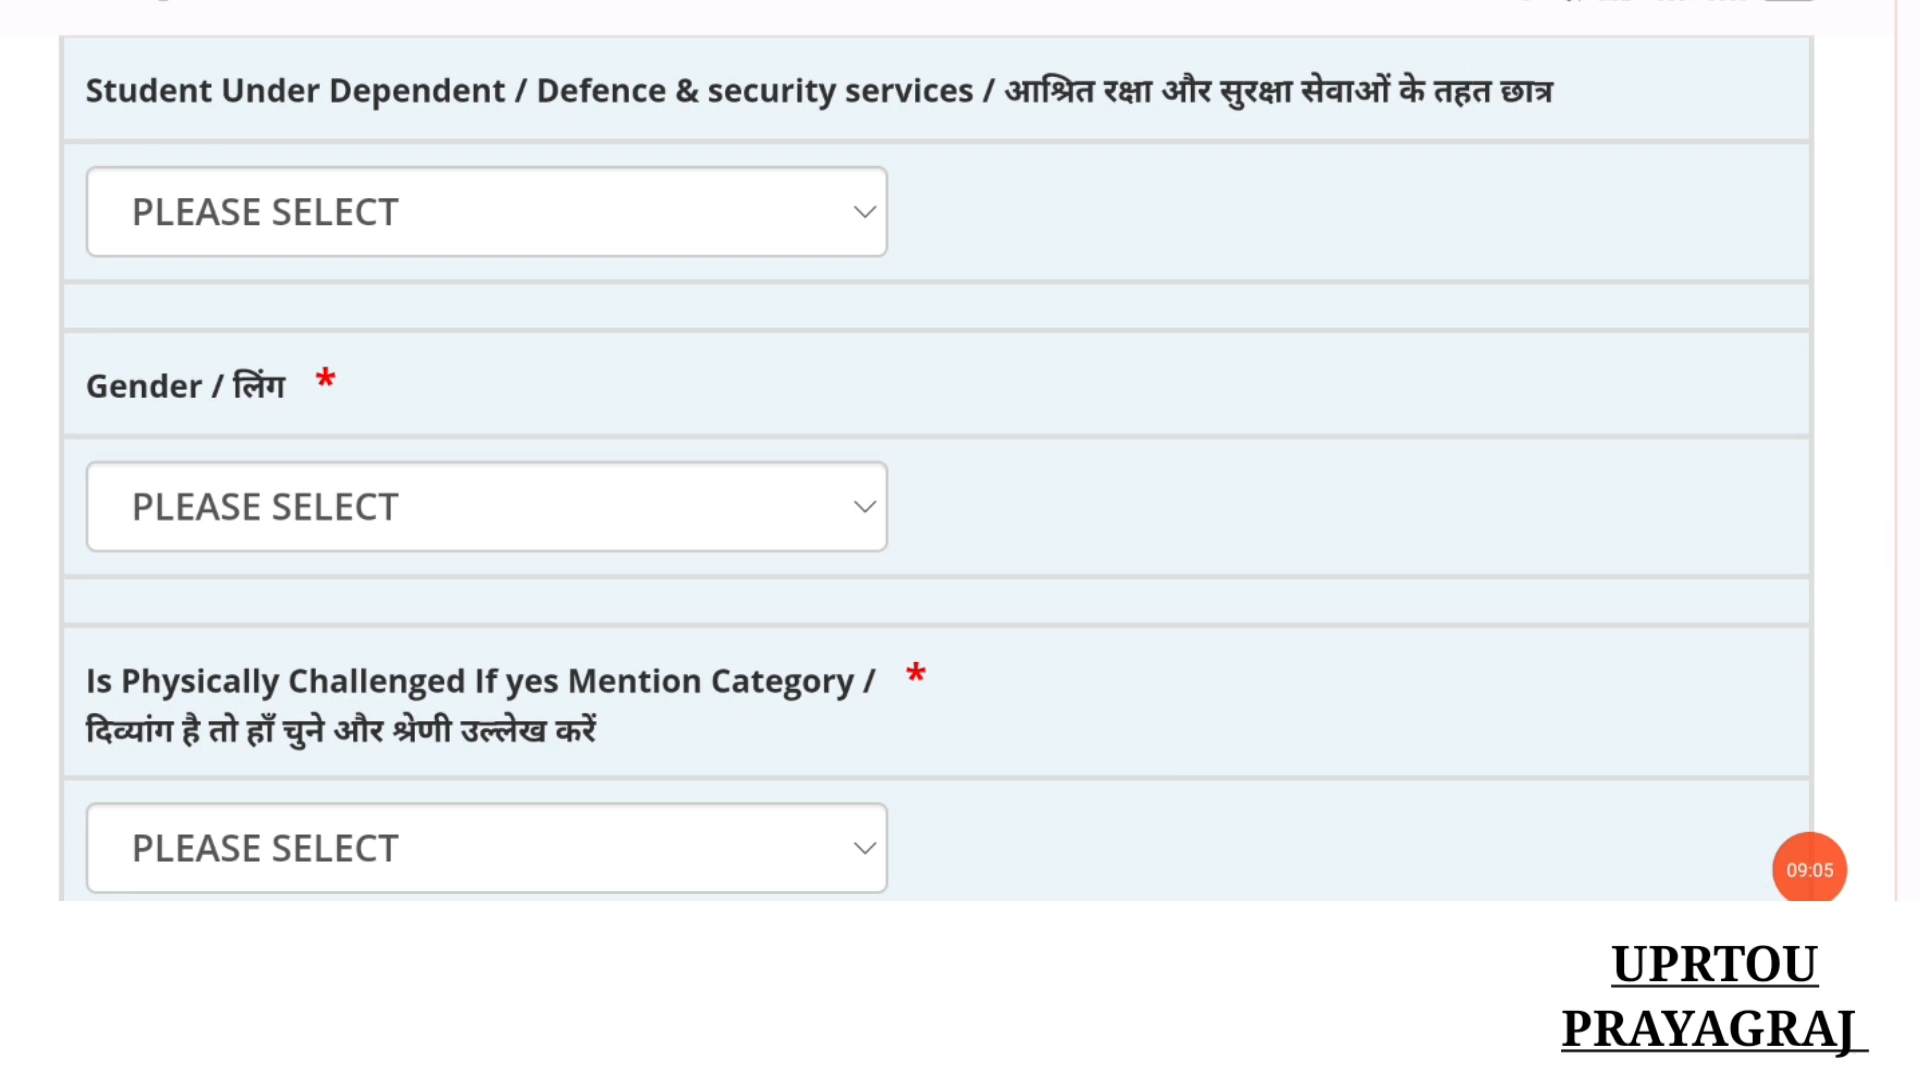 Student Under Dependent / Defence & security services / आश्रित रक्षा और सुरक्षा सेवाओं के तहत छात्र
PLEASE SELECT
Gender / लिंग *
PLEASE SELECT
Is Physically Challenged If yes Mention Category / *
दिव्यांग है तो हाँ चुने और श्रेणी उल्लेख करें
PLEASE SELECT
09:05
UPRTOU
PRAYAGRAJ